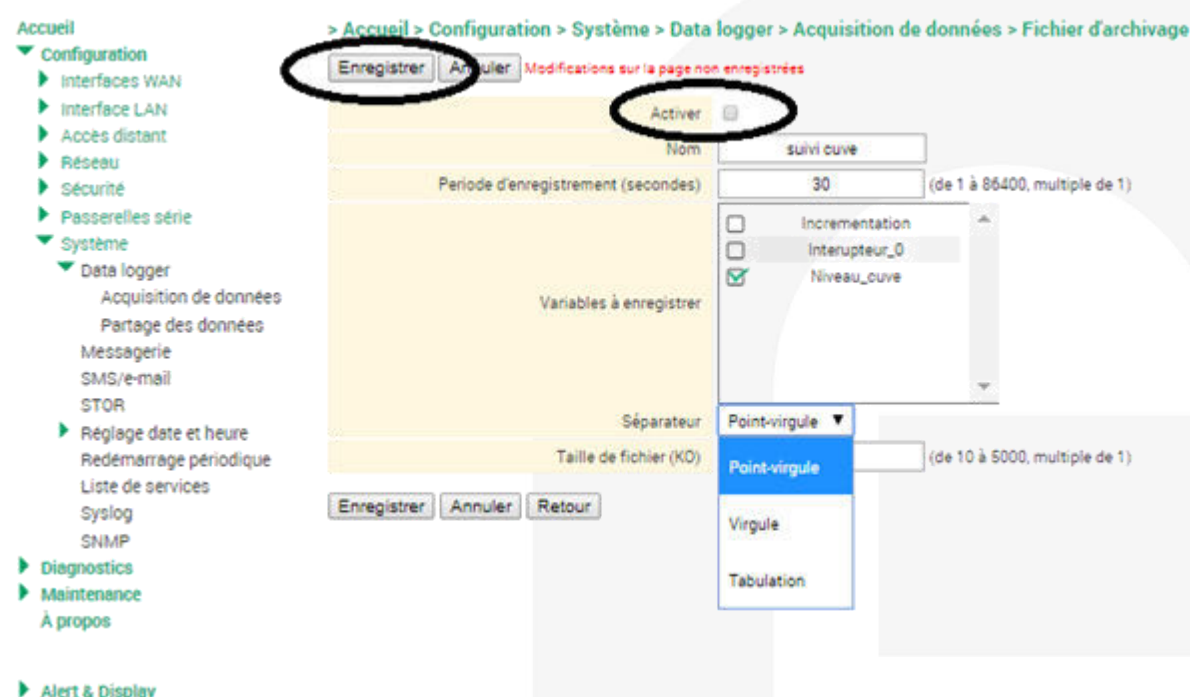 Accueil
Configuration
Interfaces WAN
Interface LAN
Accès distant
Réseau
Sécurité
Passerelles série
Système
Data logger
Acquisition de données
Partage des données
Messagerie
SMS/e-mail
STOR
Réglage date et heure
Redémarrage périodique
Liste de services
Syslog
SNMP
Diagnostics
Maintenance
À propos
Alert & Display
> Accueil > Configuration > Système > Data logger > Acquisition de données > Fichier d'archivage
Enregistrer Annuler Modifications sur la page non enregistrées
Activer
Nom suivi cuve
Periode d'enregistrement (secondes) 30 (de 1 à 86400, multiple de 1)
Variables à enregistrer
Incrementation
Interupteur_0
Niveau_cuve
Séparateur Point-virgule
Taille de fichier (KO) (de 10 à 5000, multiple de 1)
Point-virgule
Virgule
Tabulation
Enregistrer Annuler Retour